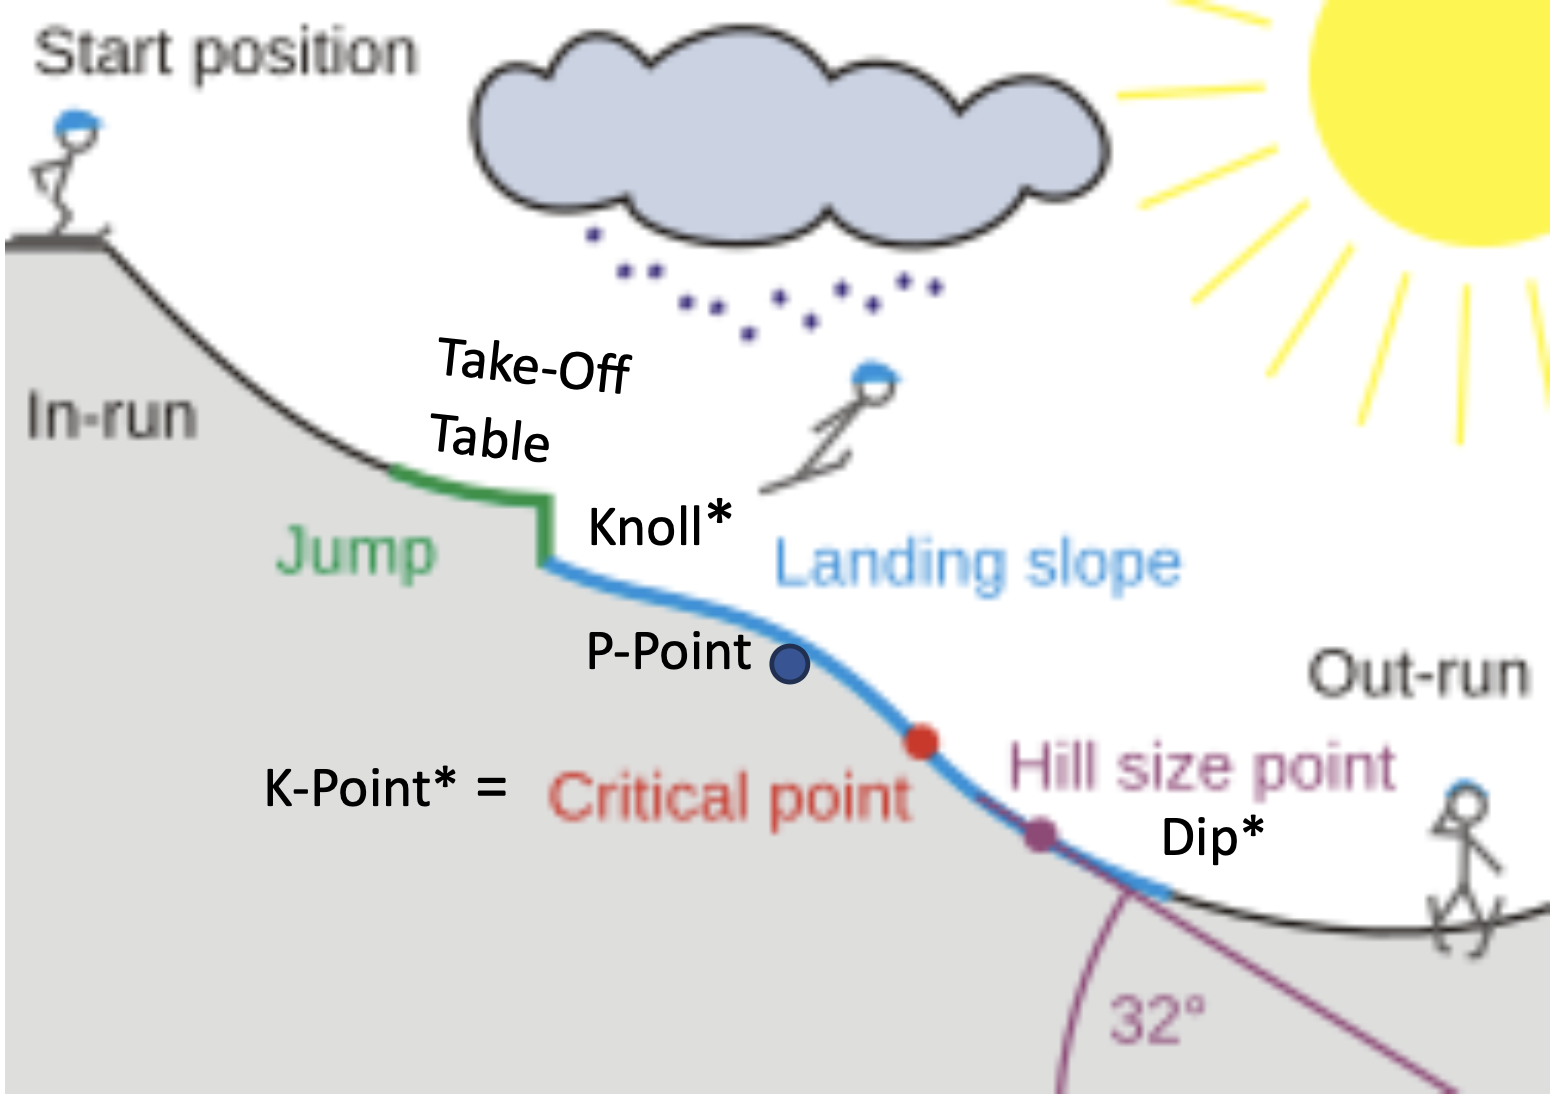 Start position
Take-Off
Table
In-run
Knoll*
Jump
Landing slope
P-Point
Out-run
Hill size point
K-Point* = Critical point
Dip*
32°